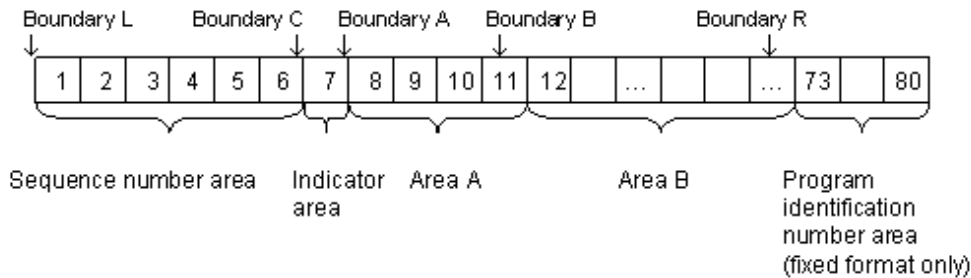 Boundary L Boundary C Boundary A Boundary B Boundary R
1 2 3 4 5 6 7 8 9 10 11 12 ... ... 73 80
Sequence number area Indicator area Area A Area B Program identification number area (fixed format only)